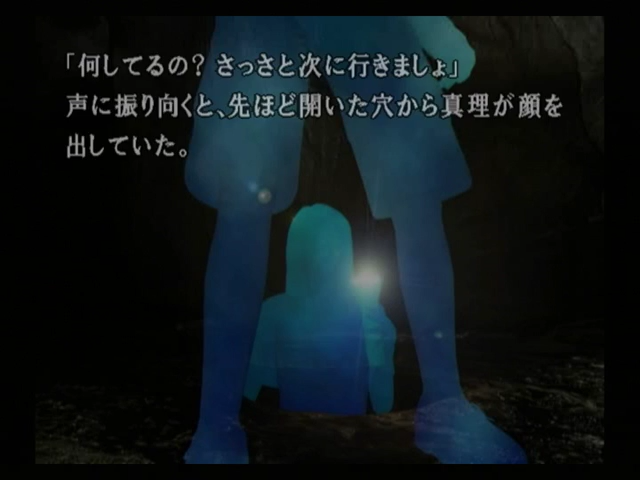 「何してるの? さっさと次に行きましょ」
声に振り向くと、先ほど開いた穴から真理が顔を
出していた。